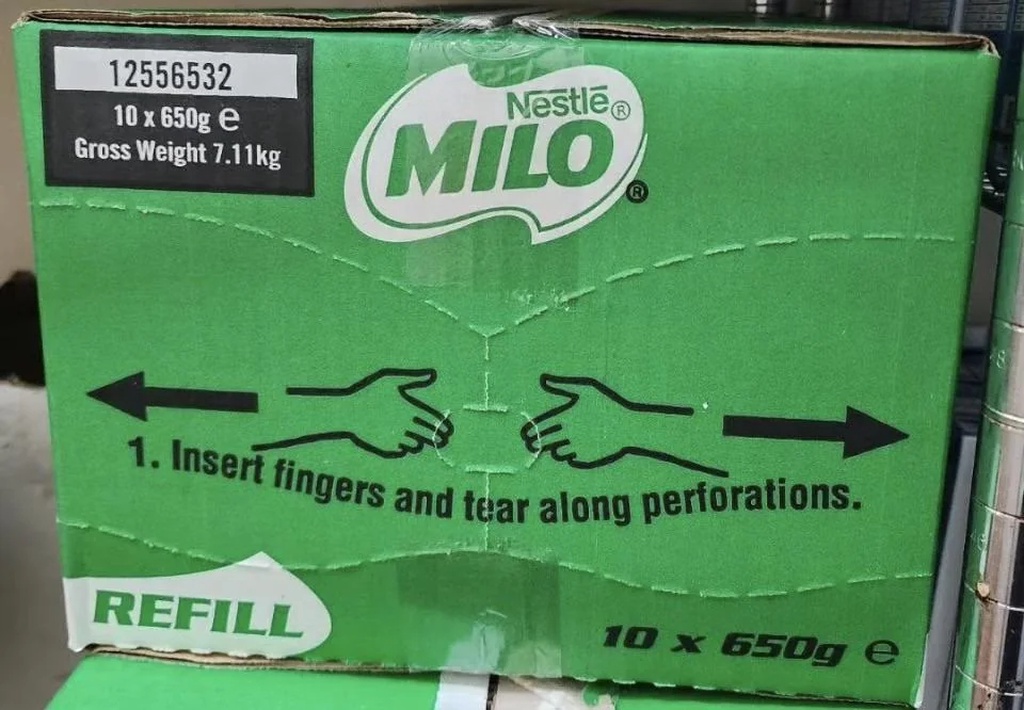 12556532
10 x 650g e
Gross Weight 7.11kg
Nestlé®
MILO®
1. Insert fingers and tear along perforations.
REFILL
10 x 650g e